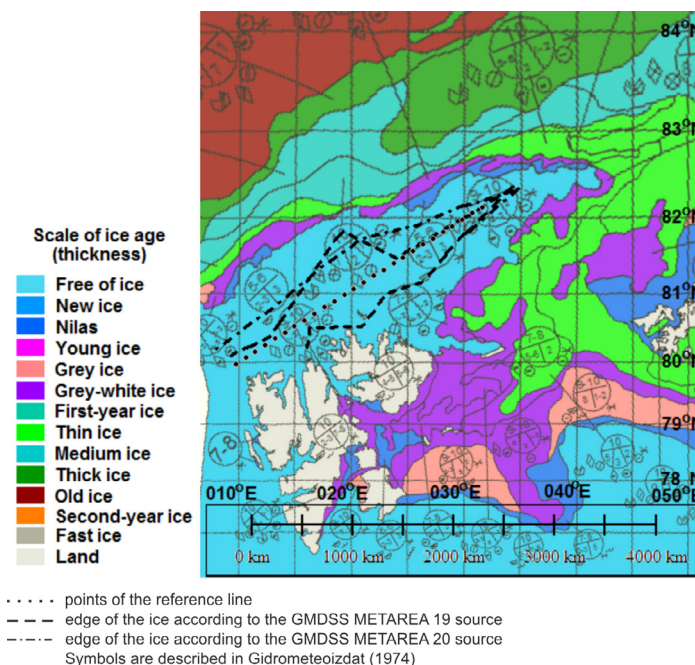 84°N
83°N
82°N
81°N
80°N
79°N
78°N
010°E 020°E 030°E 040°E 050°E
0 km 1000 km 2000 km 3000 km 4000 km
7-8
Scale of ice age
(thickness)
Free of ice
New ice
Nilas
Young ice
Grey ice
Grey-white ice
First-year ice
Thin ice
Medium ice
Thick ice
Old ice
Second-year ice
Fast ice
Land
points of the reference line
edge of the ice according to the GMDSS METAREA 19 source
edge of the ice according to the GMDSS METAREA 20 source
Symbols are described in Gidrometeoizdat (1974)